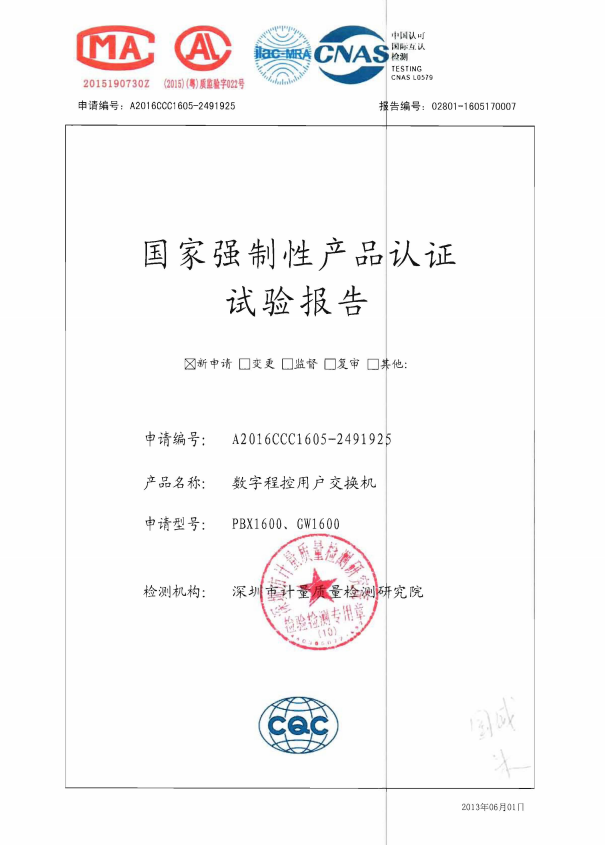 MA
AL
ilac-MRA
CNAS
中国认可
国际互认
检测
TESTING
CNAS L0579
2015190730Z
(2015)(粤)质监验字022号
申请编号：A2016CCC1605-2491925
报告编号：02801-1605170007
国家强制性产品认证
试验报告
☒新申请 □变更 □监督 □复审 □其他：
申请编号： A2016CCC1605-2491925
产品名称： 数字程控用户交换机
申请型号： PBX1600、GW1600
检测机构： 深圳市计量质量检测研究院
深圳市计量质量检测研究院
检验检测专用章
(10)
CQC
2013年06月01日